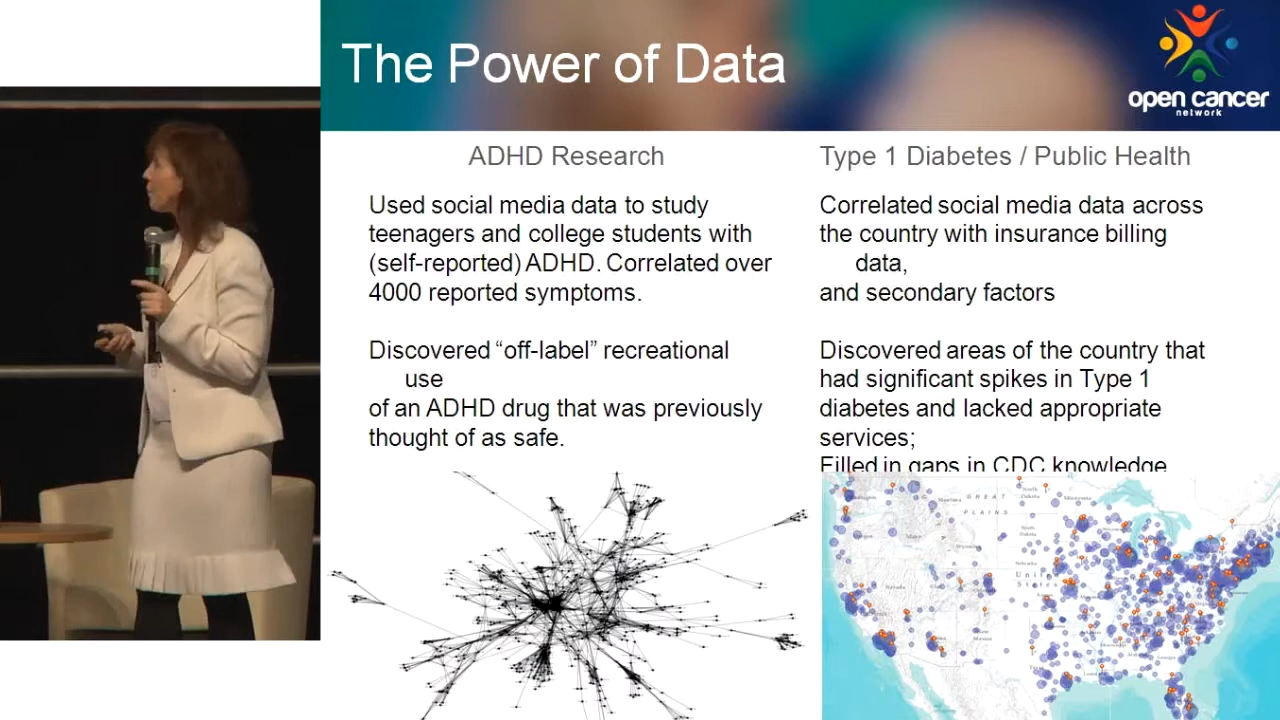 The Power of Data
open cancer
network
ADHD Research
Used social media data to study
teenagers and college students with
(self-reported) ADHD. Correlated over
4000 reported symptoms.
Discovered “off-label” recreational
use
of an ADHD drug that was previously
thought of as safe.
Type 1 Diabetes / Public Health
Correlated social media data across
the country with insurance billing
data,
and secondary factors
Discovered areas of the country that
had significant spikes in Type 1
diabetes and lacked appropriate
services;
Filled in gaps in CDC knowledge
GREAT
PLAINS